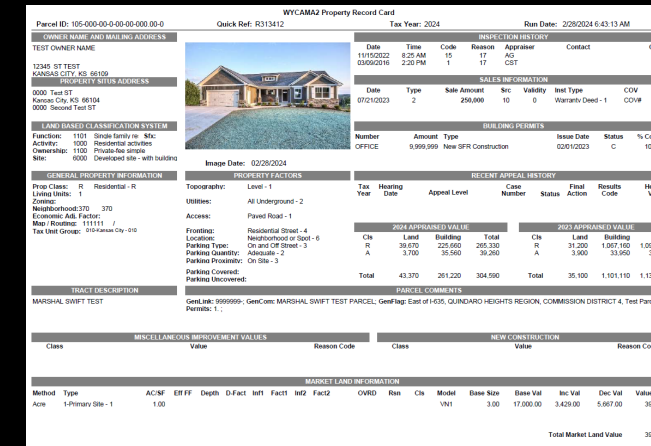 WYCAMA2 Property Record Card
Parcel ID: 105-000-0-0-00-00-000.00-0 Quick Ref: R313412 Tax Year: 2024 Run Date: 2/28/2024 6:43:13 AM
OWNER NAME AND MAILING ADDRESS
TEST OWNER NAME
12345 ST TEST
KANSAS CITY, KS 66109
PROPERTY SITUS ADDRESS
0000 Test ST
Kansas City, KS 66104
0000 Second Test ST
LAND BASED CLASSIFICATION SYSTEM
Function: 1101 Single family re Sfx:
Activity: 1000 Residential activities
Ownership: 1100 Private-fee simple
Site: 6000 Developed site - with building
Image Date: 02/28/2024
INSPECTION HISTORY
Date Time Code Reason Appraiser Contact
11/15/2022 8:25 AM 15 17 AG
03/09/2016 2:20 PM 1 17 CST
SALES INFORMATION
Date Type Sale Amount Src Validity Inst Type COV
07/21/2023 2 250,000 10 0 Warranty Deed - 1 COV#
BUILDING PERMITS
Number Amount Type Issue Date Status % Co
OFFICE 9,999,999 New SFR Construction 02/01/2023 C 10
GENERAL PROPERTY INFORMATION
Prop Class: R Residential - R
Living Units: 1
Zoning:
Neighborhood:370 370
Economic Adj. Factor:
Map / Routing: 111111 /
Tax Unit Group: 010-Kansas City - 010
PROPERTY FACTORS
Topography: Level - 1
Utilities: All Underground - 2
Access: Paved Road - 1
Fronting: Residential Street - 4
Location: Neighborhood or Spot - 6
Parking Type: On and Off Street - 3
Parking Quantity: Adequate - 2
Parking Proximity: On Site - 3
Parking Covered:
Parking Uncovered:
RECENT APPEAL HISTORY
Tax Year Hearing Date Appeal Level Case Number Status Final Action Results Code
2024 APPRAISED VALUE
Cls Land Building Total
R 39,670 225,660 265,330
A 3,700 35,560 39,260
Total 43,370 261,220 304,590
2023 APPRAISED VALUE
Cls Land Building
R 31,200 1,067,160 1,09
A 3,900 33,950
Total 35,100 1,101,110 1,13
TRACT DESCRIPTION
MARSHAL SWIFT TEST
PARCEL COMMENTS
GenLink: 9999999-; GenCom: MARSHAL SWIFT TEST PARCEL; GenFlag: East of I-635, QUINDARO HEIGHTS REGION, COMMISSION DISTRICT 4, Test Parc
Permits: 1. ;
MISCELLANEOUS IMPROVEMENT VALUES
Class Value Reason Code
NEW CONSTRUCTION
Class Value Reason Co
MARKET LAND INFORMATION
Method Type AC/SF Eff FF Depth D-Fact Inf1 Fact1 Inf2 Fact2 OVRD Rsn Cls Model Base Size Base Val Inc Val Dec Val Value
Acre 1-Primary Site - 1 1.00 VN1 3.00 17,000.00 3,429.00 5,667.00 39
Total Market Land Value 39